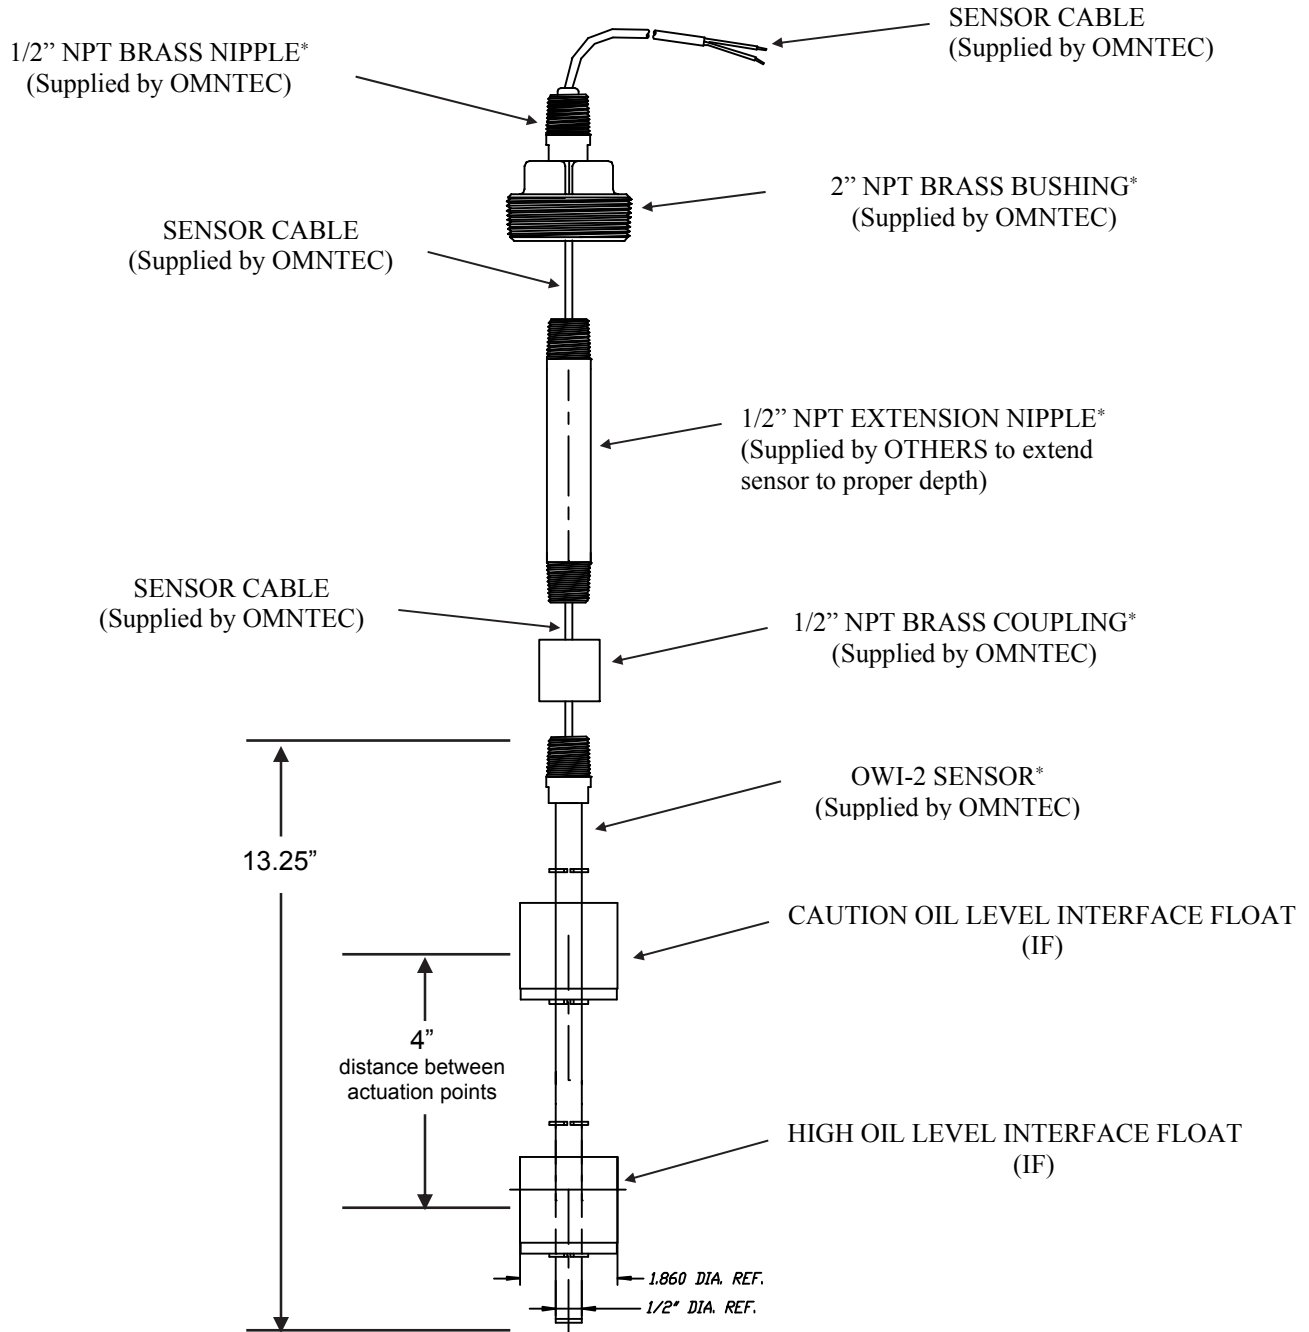 SENSOR CABLE
(Supplied by OMNTEC)
1/2” NPT BRASS NIPPLE*
(Supplied by OMNTEC)
2” NPT BRASS BUSHING*
(Supplied by OMNTEC)
SENSOR CABLE
(Supplied by OMNTEC)
1/2” NPT EXTENSION NIPPLE*
(Supplied by OTHERS to extend
sensor to proper depth)
SENSOR CABLE
(Supplied by OMNTEC)
1/2” NPT BRASS COUPLING*
(Supplied by OMNTEC)
OWI-2 SENSOR*
(Supplied by OMNTEC)
13.25”
CAUTION OIL LEVEL INTERFACE FLOAT
(IF)
4”
distance between
actuation points
HIGH OIL LEVEL INTERFACE FLOAT
(IF)
1.860 DIA. REF.
1/2" DIA. REF.